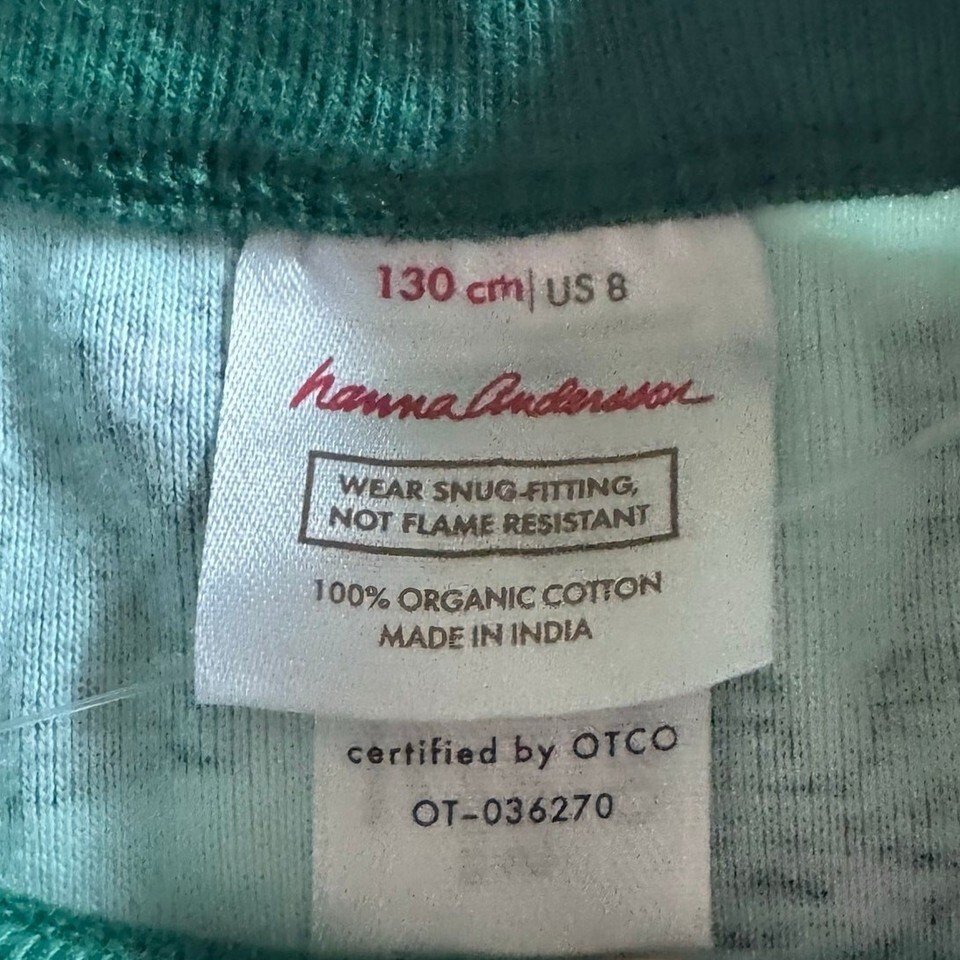 130 cm | US 8
hanna Andersson
WEAR SNUG-FITTING,
NOT FLAME RESISTANT
100% ORGANIC COTTON
MADE IN INDIA
certified by OTCO
OT-036270